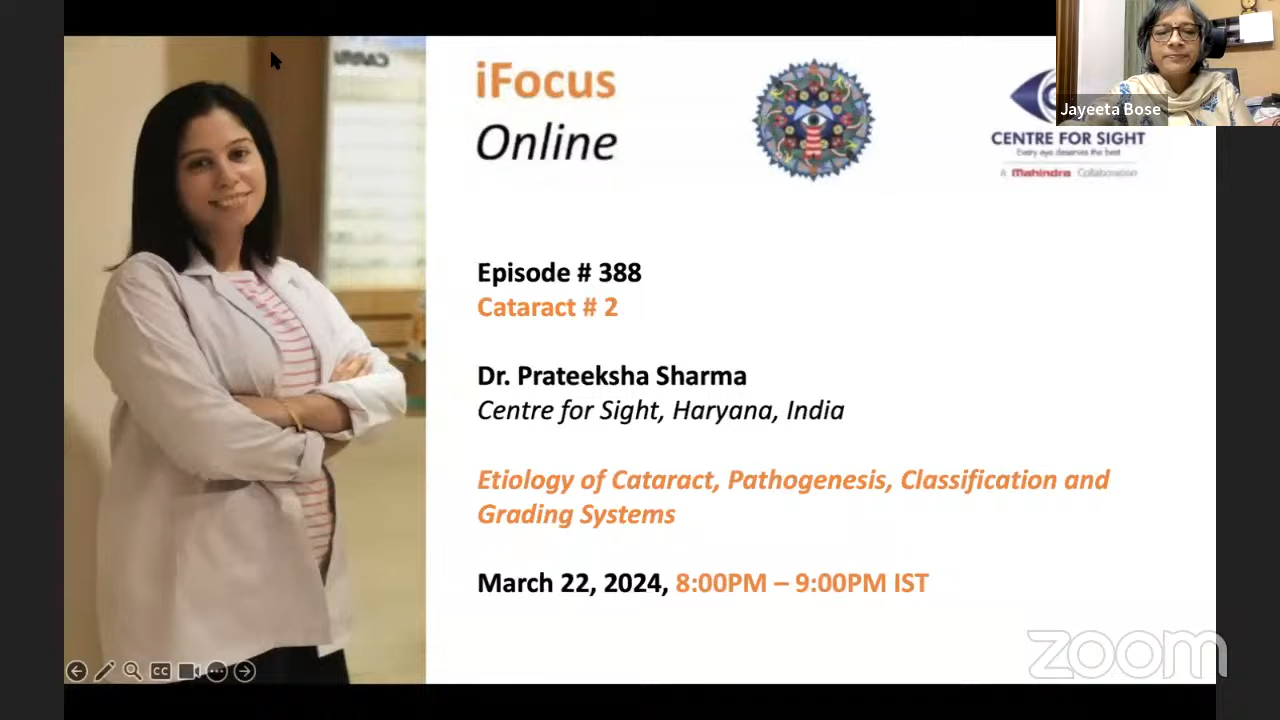 iFocus
Online
CENTRE FOR SIGHT
Every eye deserves the best
A Mahindra Collaboration
Jayeeta Bose
Episode # 388
Cataract # 2
Dr. Prateeksha Sharma
Centre for Sight, Haryana, India
Etiology of Cataract, Pathogenesis, Classification and
Grading Systems
March 22, 2024, 8:00PM – 9:00PM IST
CC
zoom